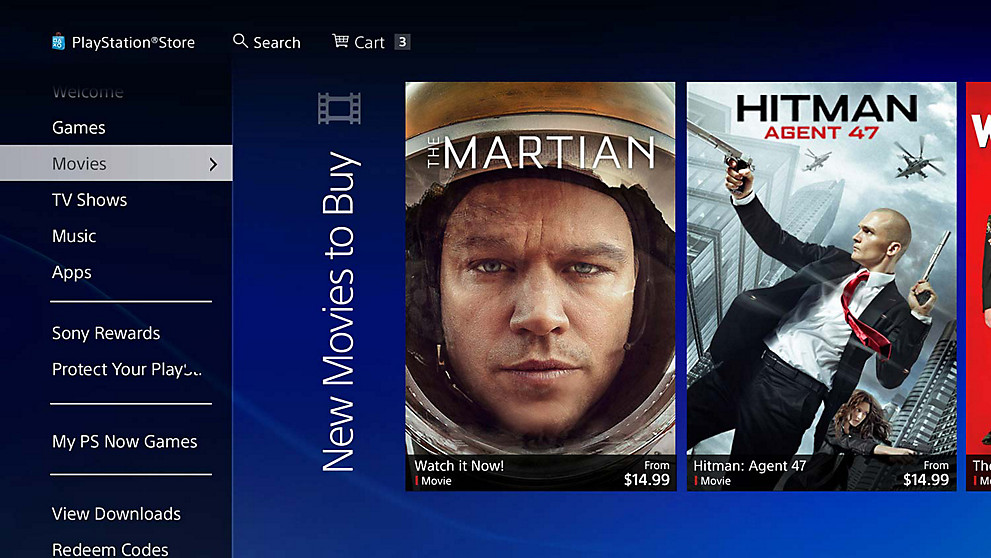 PlayStation®Store
Search
Cart 3
Welcome
Games
Movies
TV Shows
Music
Apps
Sony Rewards
Protect Your PlaySt..
My PS Now Games
View Downloads
Redeem Codes
New Movies to Buy
THE MARTIAN
Watch it Now!
Movie
From
$14.99
HITMAN
AGENT 47
Hitman: Agent 47
Movie
From
$14.99
W
The